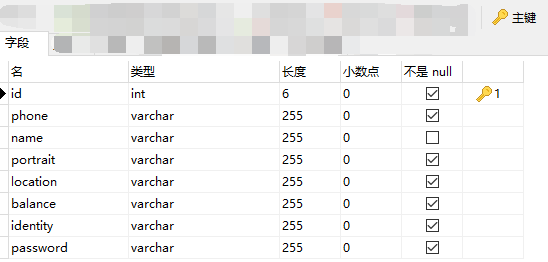 主键
字段
名 类型 长度 小数点 不是 null
id int 6 0 1
phone varchar 255 0
name varchar 255 0
portrait varchar 255 0
location varchar 255 0
balance varchar 255 0
identity varchar 255 0
password varchar 255 0